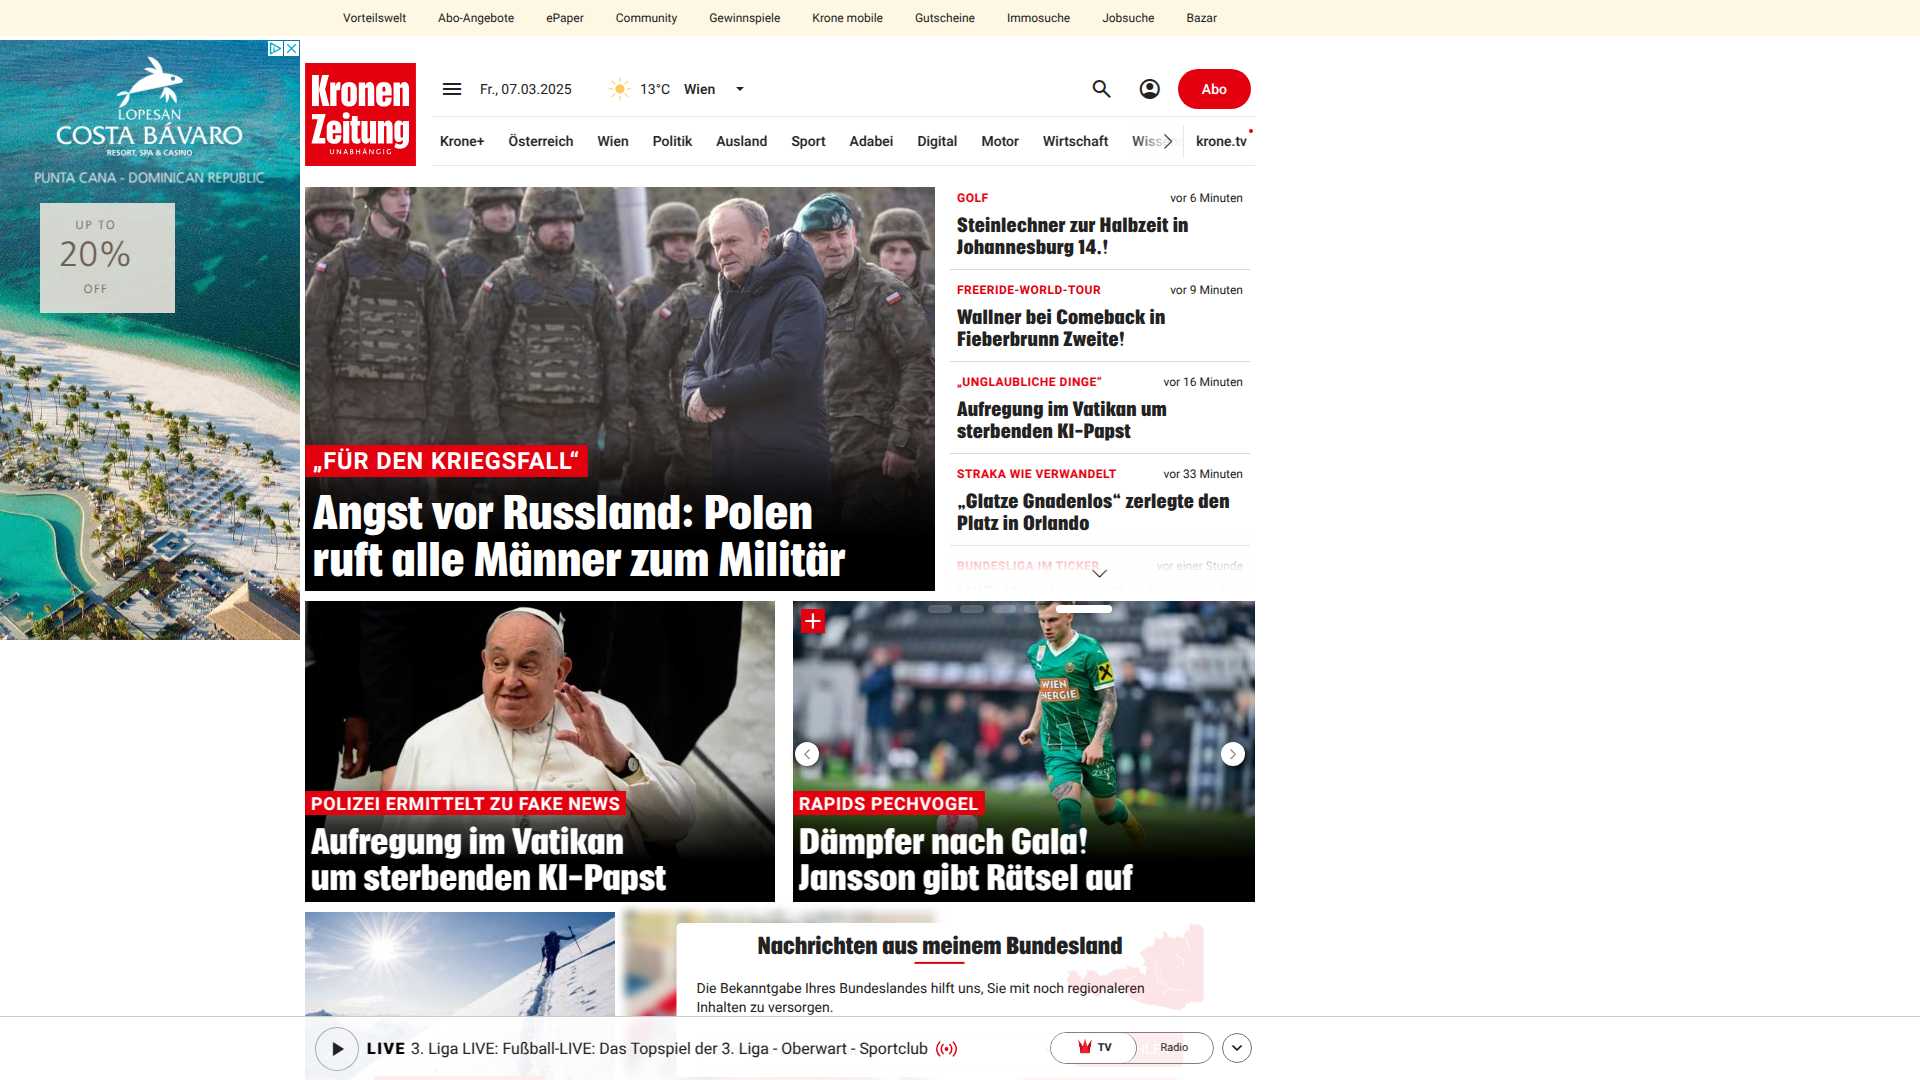 Vorteilswelt Abo-Angebote ePaper Community Gewinnspiele Krone mobile Gutscheine Immosuche Jobsuche Bazar
LOPESAN
COSTA BÁVARO
RESORT, SPA & CASINO
PUNTA CANA - DOMINICAN REPUBLIC
UP TO
20%
OFF
Kronen
Zeitung
UNABHÄNGIG
Fr., 07.03.2025 13°C Wien
Abo
Krone+ Österreich Wien Politik Ausland Sport Adabei Digital Motor Wirtschaft krone.tv
„FÜR DEN KRIEGSFALL“
Angst vor Russland: Polen
ruft alle Männer zum Militär
GOLF vor 6 Minuten
Steinlechner zur Halbzeit in
Johannesburg 14.!
FREERIDE-WORLD-TOUR vor 9 Minuten
Wallner bei Comeback in
Fieberbrunn Zweite!
„UNGLAUBLICHE DINGE“ vor 16 Minuten
Aufregung im Vatikan um
sterbenden KI-Papst
STRAKA WIE VERWANDELT vor 33 Minuten
„Glatze Gnadenlos“ zerlegte den
Platz in Orlando
BUNDESLIGA IM TICKER vor einer Stunde
POLIZEI ERMITTELT ZU FAKE NEWS
Aufregung im Vatikan
um sterbenden KI-Papst
WIEN
ENERGIE
RAPIDS PECHVOGEL
Dämpfer nach Gala!
Jansson gibt Rätsel auf
Nachrichten aus meinem Bundesland
Die Bekanntgabe Ihres Bundeslandes hilft uns, Sie mit noch regionaleren
Inhalten zu versorgen.
LIVE 3. Liga LIVE: Fußball-LIVE: Das Topspiel der 3. Liga - Oberwart - Sportclub
TV Radio